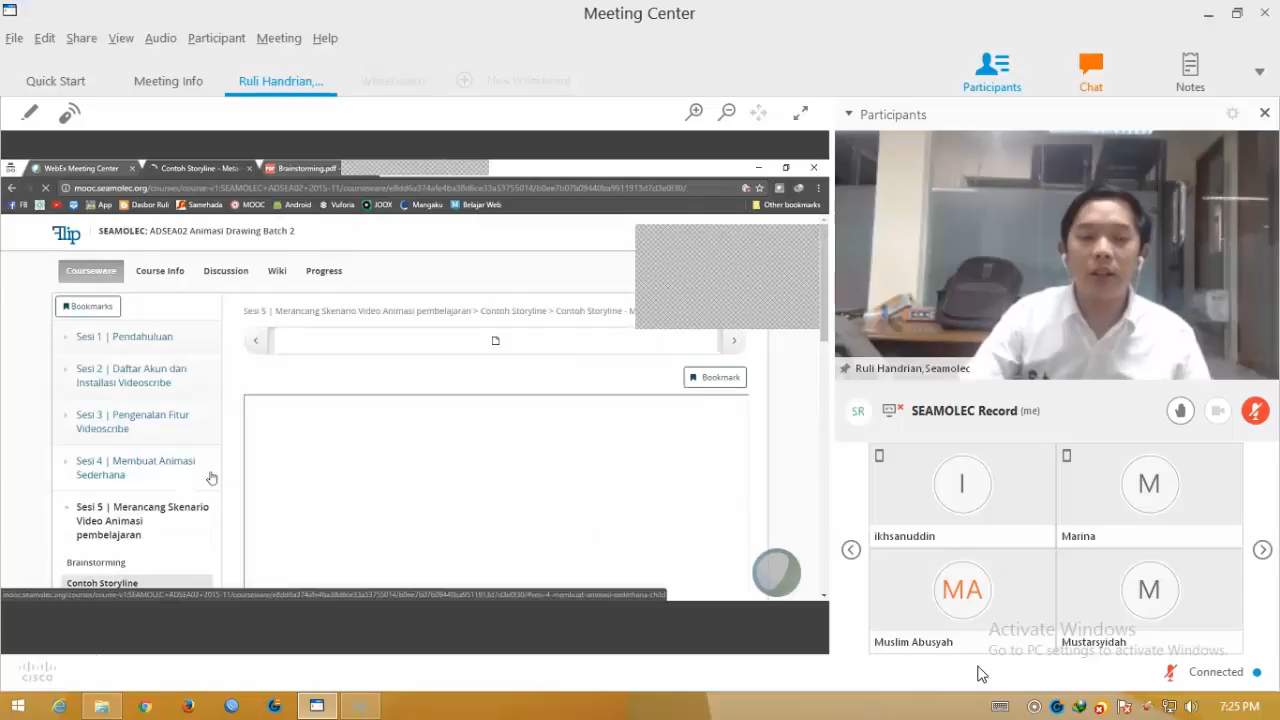 Meeting Center
File Edit Share View Audio Participant Meeting Help
Quick Start Meeting Info Ruli Handrian,... Whiteboard New Whiteboard
Participants Chat Notes
Participants
WebEx Meeting Center Contoh Storyline - Meta Brainstorming.pdf
FB App Dasbor Ruli Samehada MOOC Android Vuforia JOOX Mangaku Belajar Web Other bookmarks
SEAMOLEC: ADSEA02 Animasi Drawing Batch 2
Courseware Course Info Discussion Wiki Progress
Bookmarks
Sesi 5 | Merancang Skenario Video Animasi pembelajaran > Contoh Storyline > Contoh Storyline - M
Sesi 1 | Pendahuluan
Sesi 2 | Daftar Akun dan
Installasi Videoscribe
Bookmark
Sesi 3 | Pengenalan Fitur
Videoscribe
Sesi 4 | Membuat Animasi
Sederhana
Sesi 5 | Merancang Skenario
Video Animasi
pembelajaran
Brainstorming
Contoh Storyline
Ruli Handrian,Seamolec
SR SEAMOLEC Record (me)
I M
ikhsanuddin Marina
MA M
Muslim Abusyah Mustarsyidah
Activate Windows
Go to PC settings to activate Windows.
cisco
Connected
7:25 PM